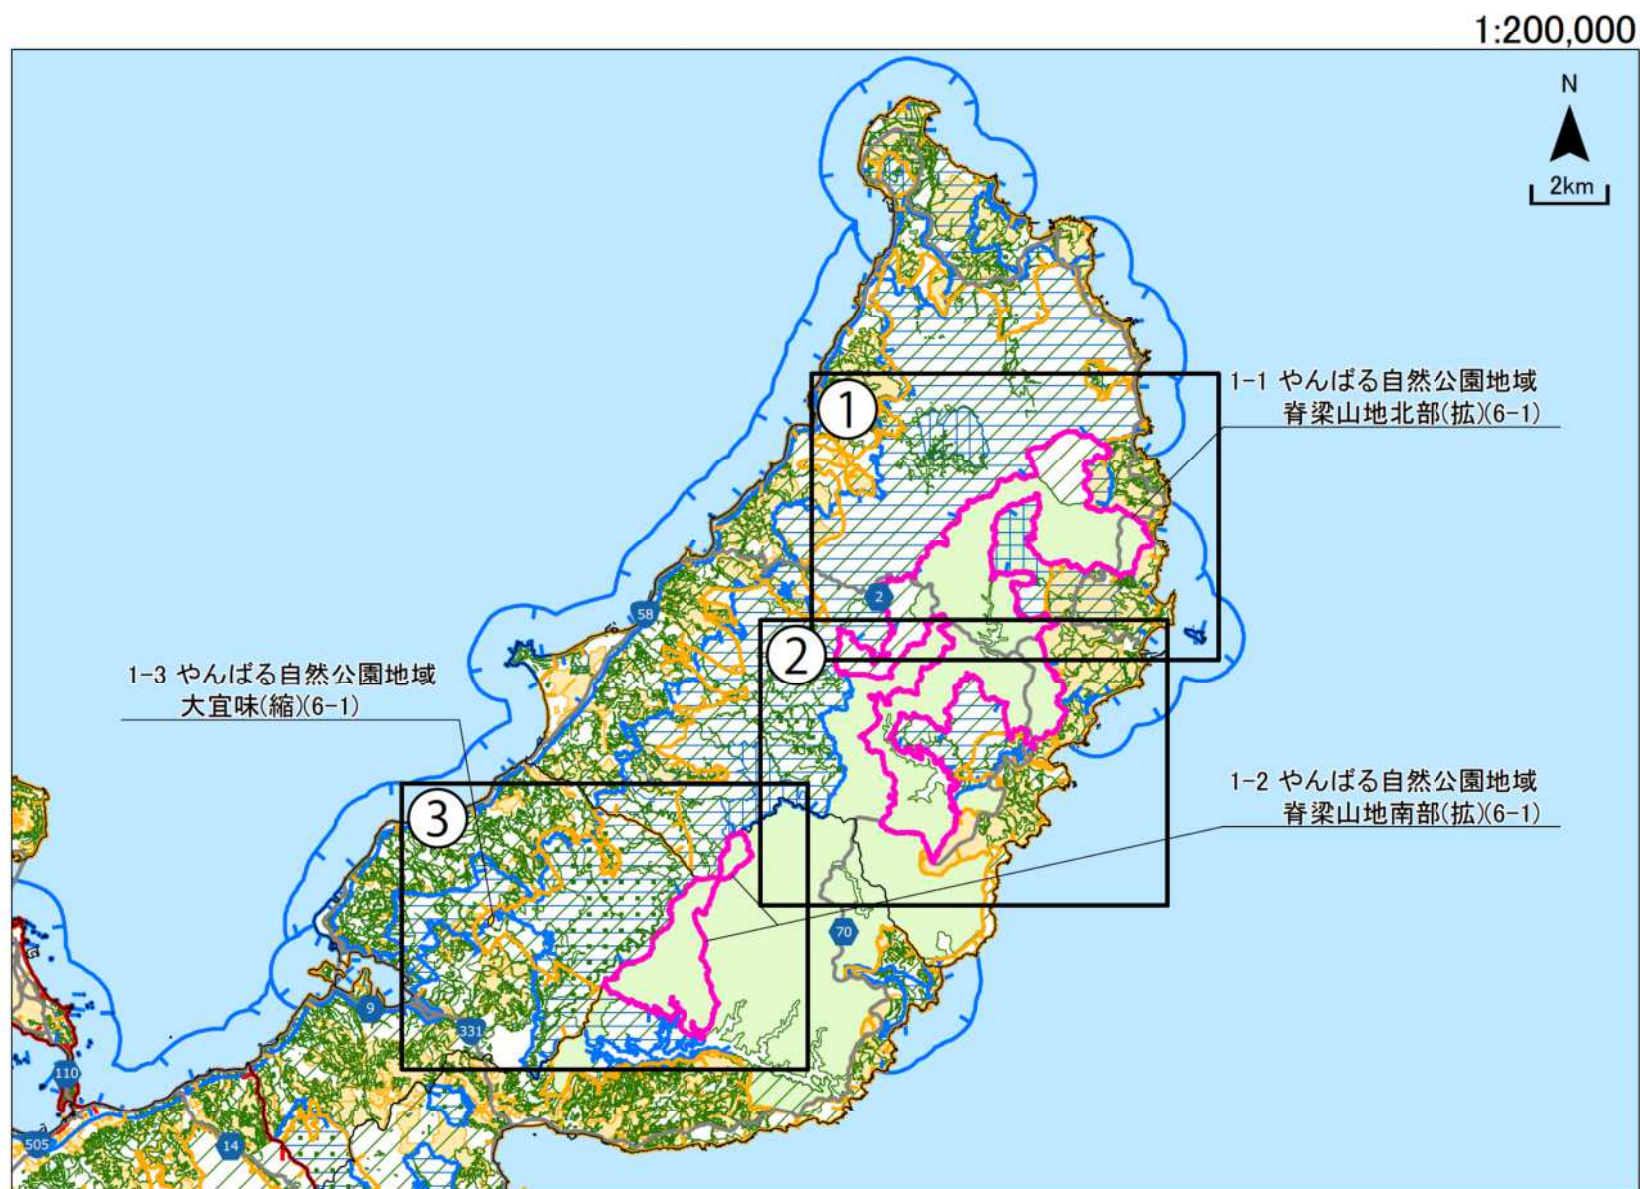 1:200,000
N
2km
1-1 やんばる自然公園地域
脊梁山地北部(拡)(6-1)
①
2
58
②
1-3 やんばる自然公園地域
大宜味(縮)(6-1)
1-2 やんばる自然公園地域
脊梁山地南部(拡)(6-1)
③
70
9
331
110
505
14